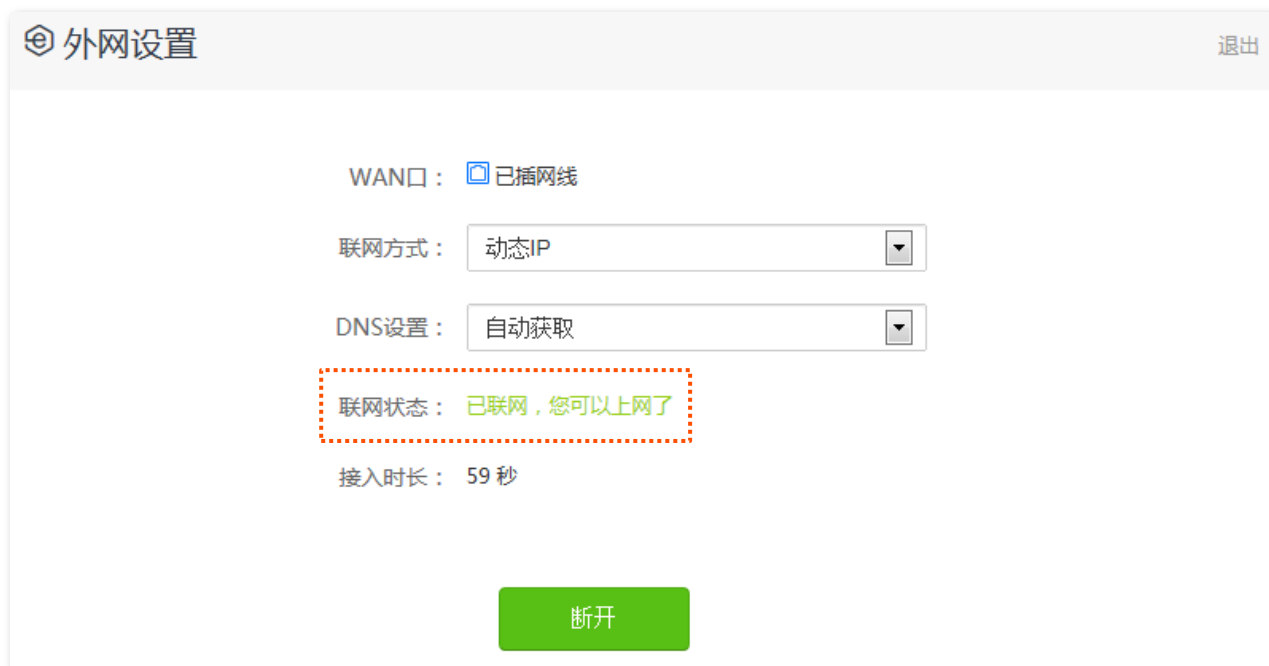 外网设置
退出
WAN口： 已插网线
联网方式： 动态IP
DNS设置： 自动获取
联网状态： 已联网，您可以上网了
接入时长： 59 秒
断开